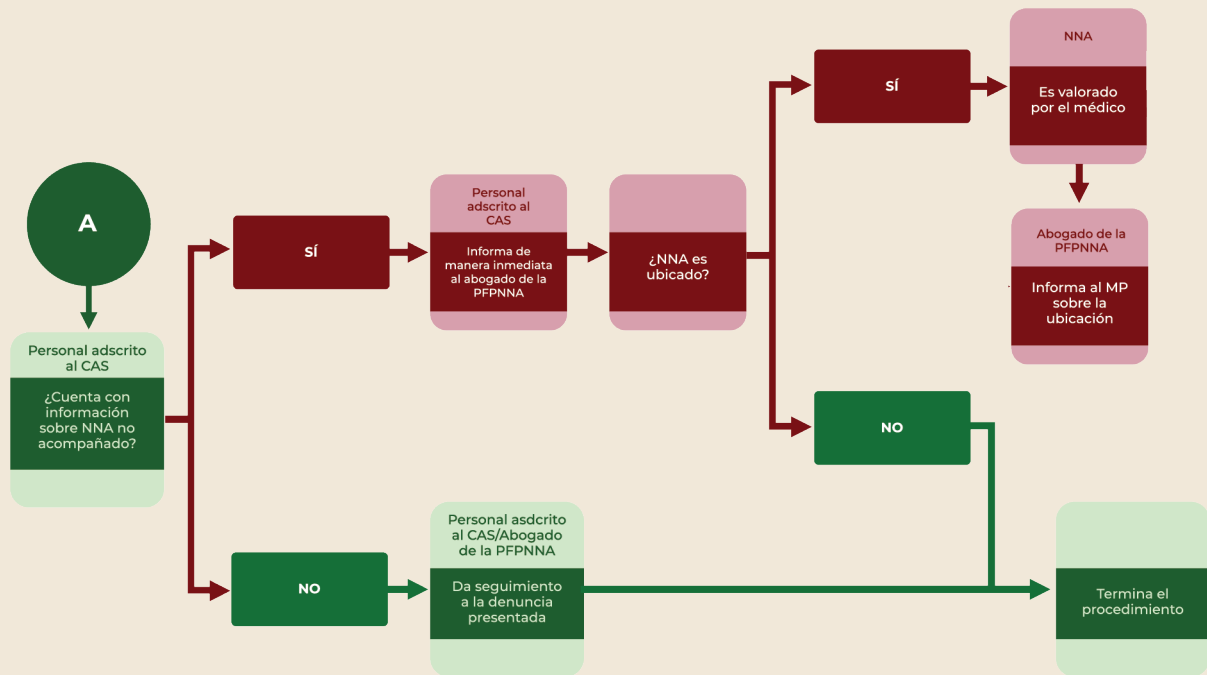 A
Personal adscrito
al CAS
¿Cuenta con
información
sobre NNA no
acompañado?
SÍ
Personal
adscrito al
CAS
Informa de
manera inmediata
al abogado de la
PFPNNA
¿NNA es
ubicado?
SÍ
NNA
Es valorado
por el médico
Abogado de la
PFPNNA
Informa al MP
sobre la
ubicación
NO
NO
Personal asdcrito
al CAS/Abogado
de la PFPNNA
Da seguimiento
a la denuncia
presentada
Termina el
procedimiento